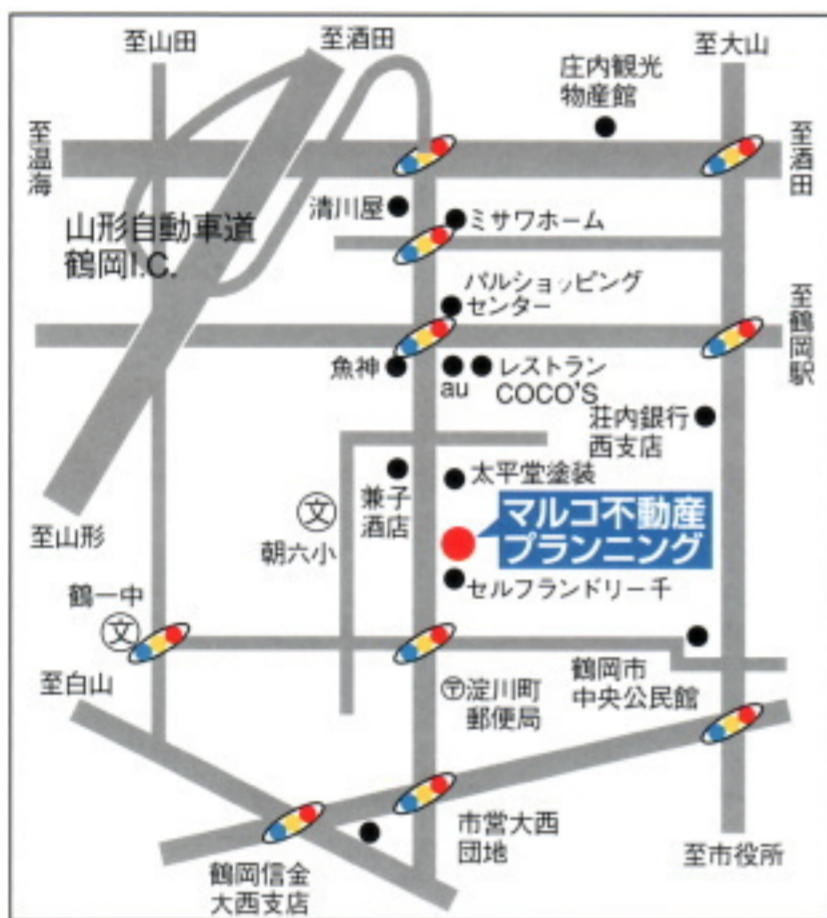 至山田
至酒田
至大山
庄内観光
物産館
至温海
至酒田
清川屋
ミサワホーム
山形自動車道
鶴岡I.C.
パルショッピング
センター
至鶴岡駅
魚神
au
レストラン
COCO'S
荘内銀行
西支店
兼子
酒店
太平堂塗装
文
朝六小
マルコ不動産
プランニング
至山形
セルフランドリー千
鶴一中
文
至白山
〒淀川町
郵便局
鶴岡市
中央公民館
市営大西
団地
至市役所
鶴岡信金
大西支店